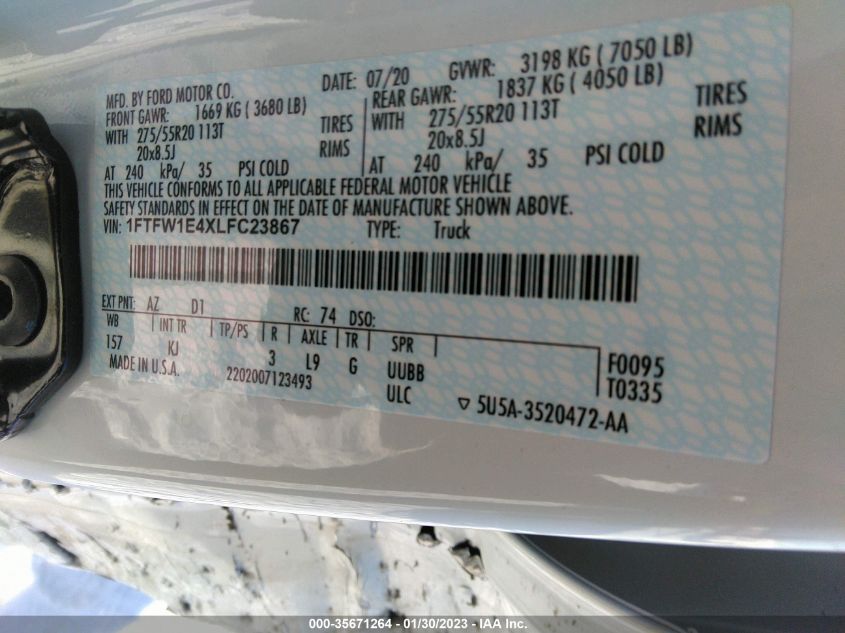 MFD. BY FORD MOTOR CO. DATE: 07/20 GVWR: 3198 KG ( 7050 LB)
FRONT GAWR: 1669 KG ( 3680 LB) REAR GAWR: 1837 KG ( 4050 LB)
WITH 275/55R20 113T TIRES WITH 275/55R20 113T TIRES
20x8.5J RIMS 20x8.5J RIMS
AT 240 kPa/ 35 PSI COLD AT 240 kPa/ 35 PSI COLD
THIS VEHICLE CONFORMS TO ALL APPLICABLE FEDERAL MOTOR VEHICLE
SAFETY STANDARDS IN EFFECT ON THE DATE OF MANUFACTURE SHOWN ABOVE.
VIN: 1FTFW1E4XLFC23867 TYPE: Truck
EXT PNT: AZ D1 RC: 74 DSO:
WB INT TR TP/PS R AXLE TR SPR
157 KJ 3 L9 G UUBB F0095
MADE IN U.S.A. 2202007123493 ULC T0335
5U5A-3520472-AA
000-35671264 - 01/30/2023 - IAA Inc.